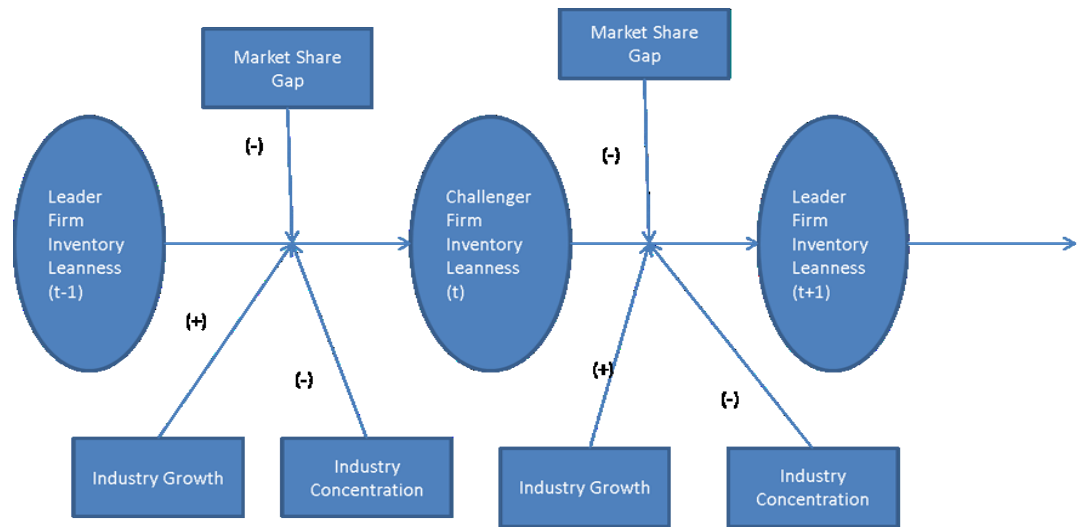 Market Share
Gap
Market Share
Gap
(-)
(-)
Leader
Firm
Inventory
Leanness
(t-1)
Challenger
Firm
Inventory
Leanness
(t)
Leader
Firm
Inventory
Leanness
(t+1)
(+)
(-)
(+)
(-)
Industry Growth
Industry
Concentration
Industry Growth
Industry
Concentration